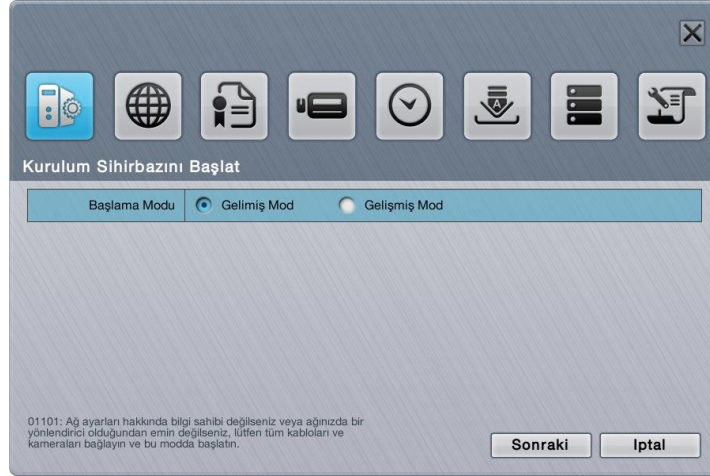 Kurulum Sihirbazını Başlat
Başlama Modu Gelimiş Mod Gelişmiş Mod
01101: Ağ ayarları hakkında bilgi sahibi değilseniz veya ağınızda bir
yönlendirici olduğundan emin değilseniz, lütfen tüm kabloları ve
kameraları bağlayın ve bu modda başlatın.
Sonraki Iptal